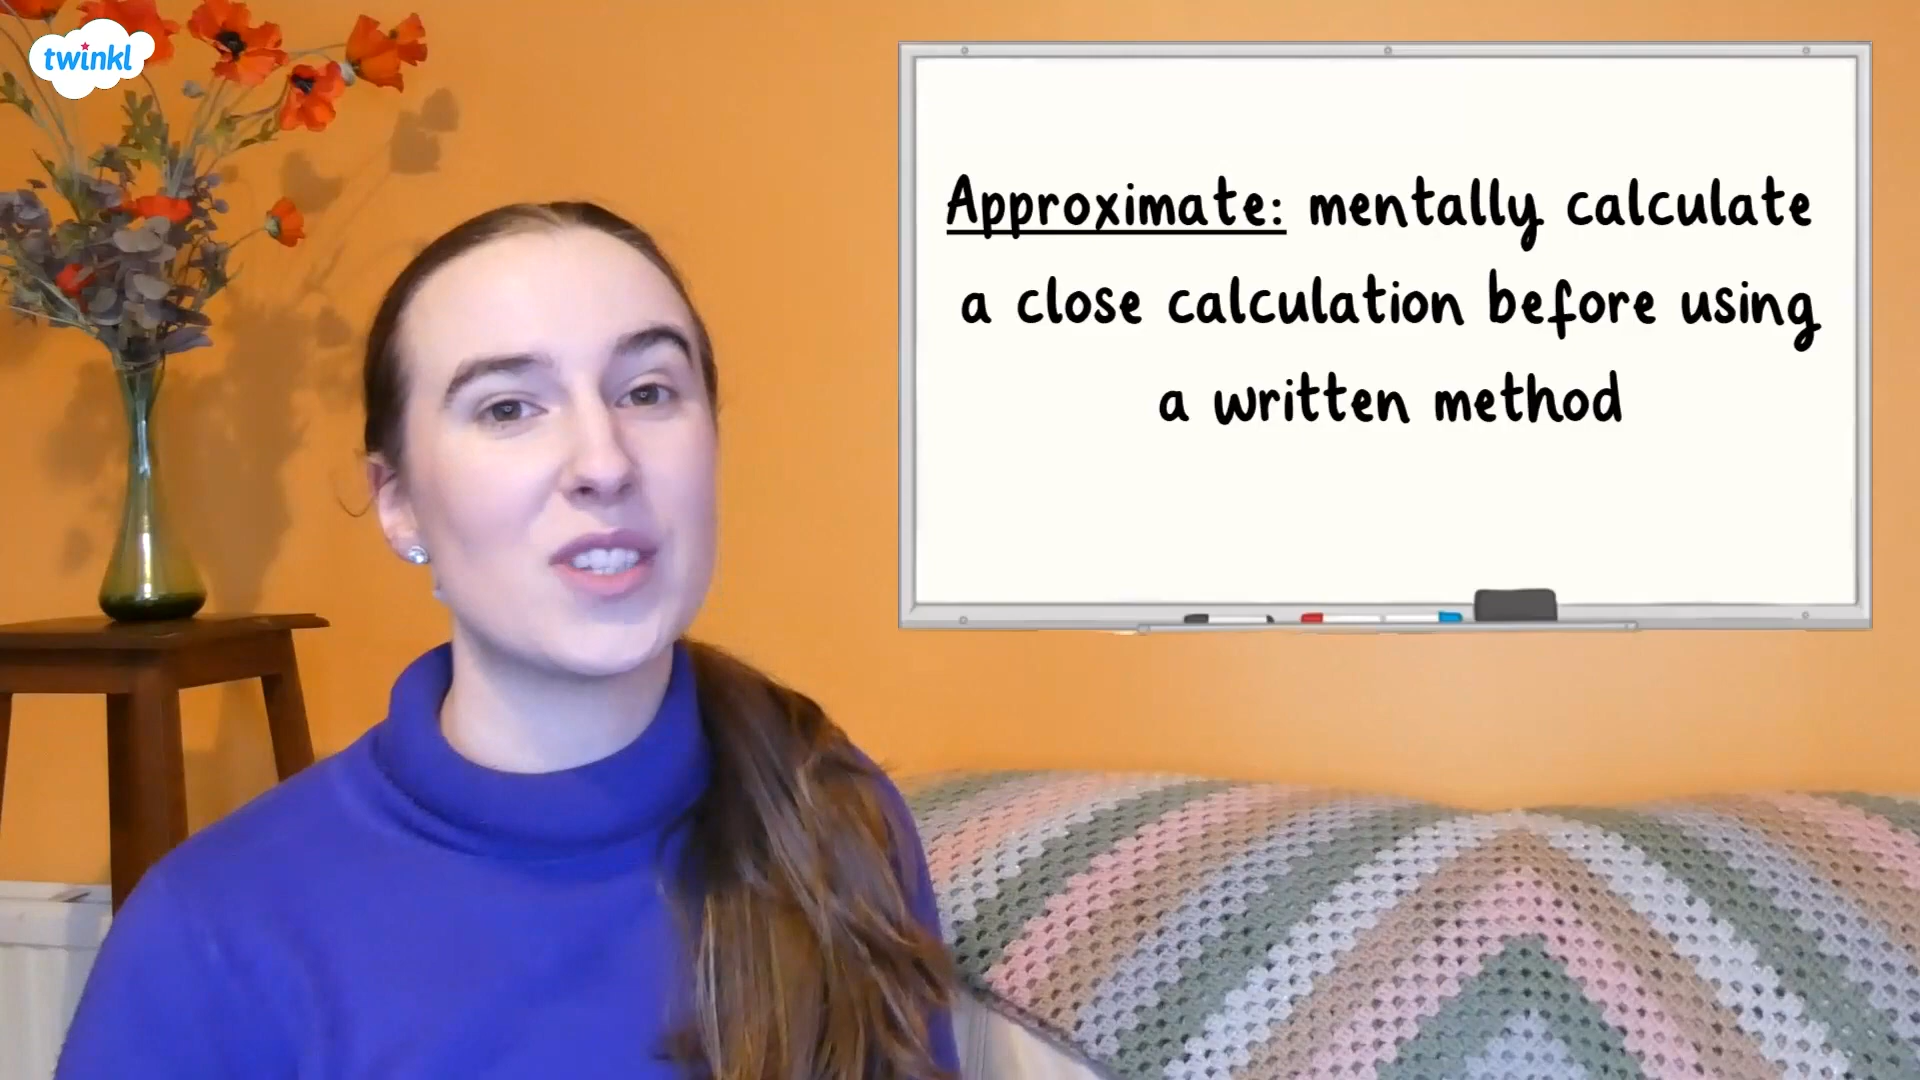 twinkl
Approximate: mentally calculate
a close calculation before using
a written method